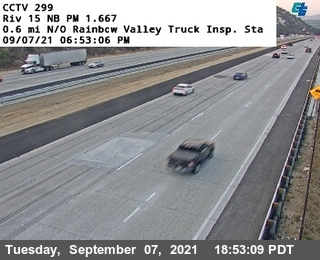 CCTV 299
Riv 15 NB PM 1.667
0.6 mi N/O Rainbcw Valley Truck Insp. Sta
09/07/21 06:53:06 PM
Tuesday, September 07, 2021 18:53:09 PDT